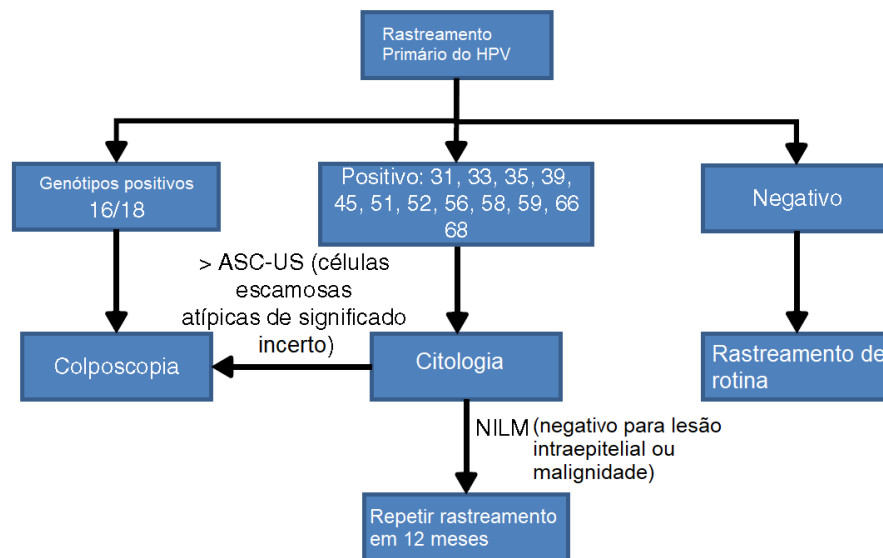 Rastreamento
Primário do HPV
Genótipos positivos
16/18
Positivo: 31, 33, 35, 39,
45, 51, 52, 56, 58, 59, 66
68
Negativo
> ASC-US (células
escamosas
atípicas de significado
incerto)
Colposcopia
Citologia
Rastreamento de
rotina
NILM (negativo para lesão
intraepitelial ou
malignidade)
Repetir rastreamento
em 12 meses